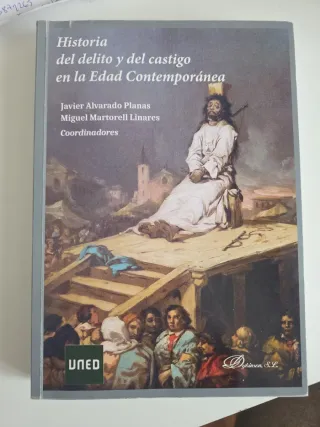 Historia
del delito y del castigo
en la Edad Contemporánea
Javier Alvarado Planas
Miguel Martorell Linares
Coordinadores
UNED
Dykinson, S.L.